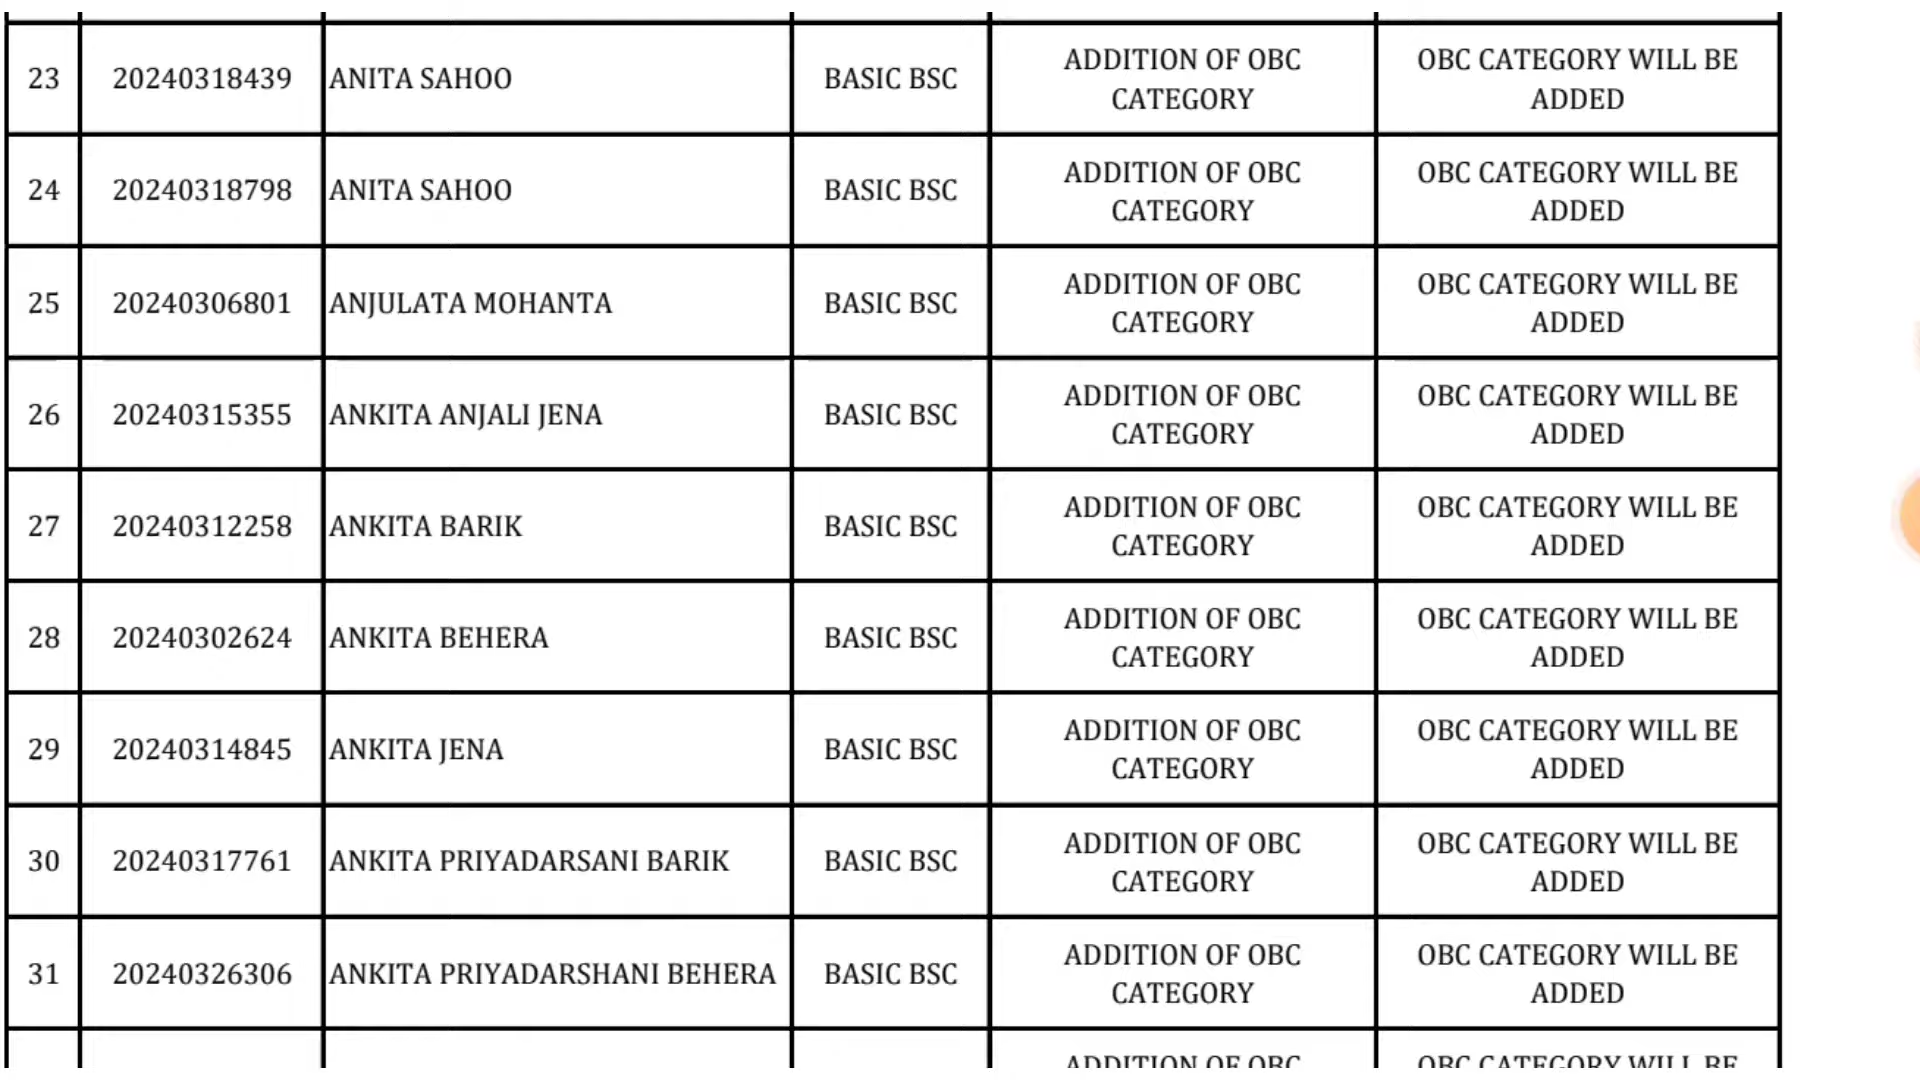 23 20240318439 ANITA SAHOO BASIC BSC ADDITION OF OBC CATEGORY OBC CATEGORY WILL BE ADDED
24 20240318798 ANITA SAHOO BASIC BSC ADDITION OF OBC CATEGORY OBC CATEGORY WILL BE ADDED
25 20240306801 ANJULATA MOHANTA BASIC BSC ADDITION OF OBC CATEGORY OBC CATEGORY WILL BE ADDED
26 20240315355 ANKITA ANJALI JENA BASIC BSC ADDITION OF OBC CATEGORY OBC CATEGORY WILL BE ADDED
27 20240312258 ANKITA BARIK BASIC BSC ADDITION OF OBC CATEGORY OBC CATEGORY WILL BE ADDED
28 20240302624 ANKITA BEHERA BASIC BSC ADDITION OF OBC CATEGORY OBC CATEGORY WILL BE ADDED
29 20240314845 ANKITA JENA BASIC BSC ADDITION OF OBC CATEGORY OBC CATEGORY WILL BE ADDED
30 20240317761 ANKITA PRIYADARSANI BARIK BASIC BSC ADDITION OF OBC CATEGORY OBC CATEGORY WILL BE ADDED
31 20240326306 ANKITA PRIYADARSHANI BEHERA BASIC BSC ADDITION OF OBC CATEGORY OBC CATEGORY WILL BE ADDED
ADDITION OF OBC OBC CATEGORY WILL BE